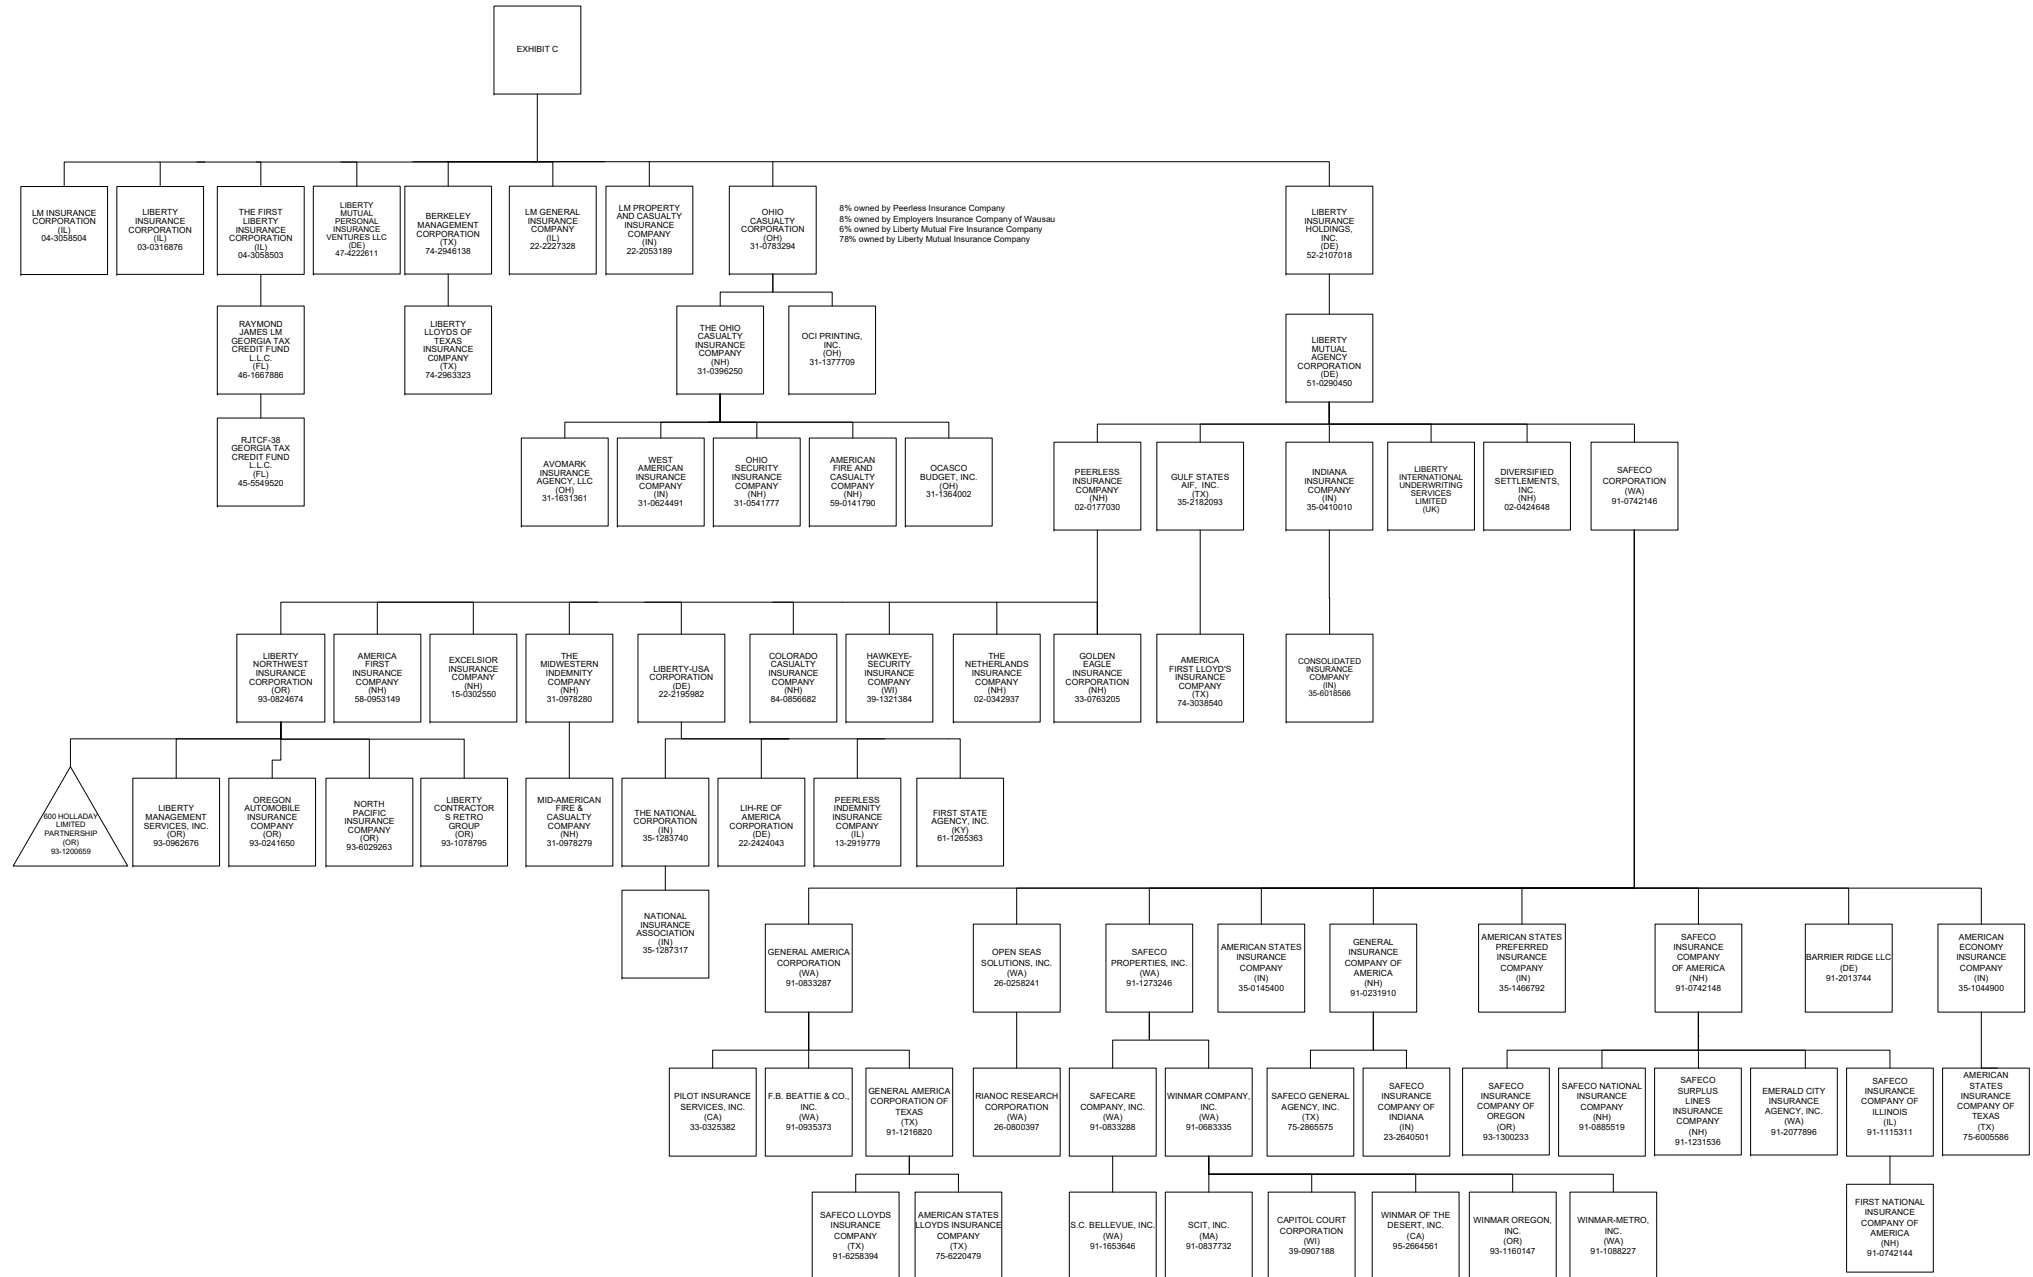 EXHIBIT C
LM INSURANCE
CORPORATION
(IL)
04-3058504
LIBERTY
INSURANCE
CORPORATION
(IL)
03-0316876
THE FIRST
LIBERTY
INSURANCE
CORPORATION
(IL)
04-3058503
LIBERTY
MUTUAL
PERSONAL
INSURANCE
VENTURES LLC
(DE)
47-4222611
BERKELEY
MANAGEMENT
CORPORATION
(TX)
74-2946138
LM GENERAL
INSURANCE
COMPANY
(IL)
22-2227328
LM PROPERTY
AND CASUALTY
INSURANCE
COMPANY
(IN)
22-2053189
OHIO
CASUALTY
CORPORATION
(OH)
31-0783294
8% owned by Peerless Insurance Company
8% owned by Employers Insurance Company of Wausau
6% owned by Liberty Mutual Fire Insurance Company
78% owned by Liberty Mutual Insurance Company
LIBERTY
INSURANCE
HOLDINGS,
INC.
(DE)
52-2107018
RAYMOND
JAMES LM
GEORGIA TAX
CREDIT FUND
L.L.C.
(FL)
46-1667886
LIBERTY
LLOYDS OF
TEXAS
INSURANCE
C0MPANY
(TX)
74-2963323
THE OHIO
CASUALTY
INSURANCE
COMPANY
(NH)
31-0396250
OCI PRINTING,
INC.
(OH)
31-1377709
LIBERTY
MUTUAL
AGENCY
CORPORATION
(DE)
51-0290450
RJTCF-38
GEORGIA TAX
CREDIT FUND
L.L.C.
(FL)
45-5549520
AVOMARK
INSURANCE
AGENCY, LLC
(OH)
31-1631361
WEST
AMERICAN
INSURANCE
COMPANY
(IN)
31-0624491
OHIO
SECURITY
INSURANCE
COMPANY
(NH)
31-0541777
AMERICAN
FIRE AND
CASUALTY
COMPANY
(NH)
59-0141790
OCASCO
BUDGET, INC.
(OH)
31-1364002
PEERLESS
INSURANCE
COMPANY
(NH)
02-0177030
GULF STATES
AIF, INC.
(TX)
35-2182093
INDIANA
INSURANCE
COMPANY
(IN)
35-0410010
LIBERTY
INTERNATIONAL
UNDERWRITING
SERVICES
LIMITED
(UK)
DIVERSIFIED
SETTLEMENTS,
INC.
(NH)
02-0424648
SAFECO
CORPORATION
(WA)
91-0742146
LIBERTY
NORTHWEST
INSURANCE
CORPORATION
(OR)
93-0824674
AMERICA
FIRST
INSURANCE
COMPANY
(NH)
58-0953149
EXCELSIOR
INSURANCE
COMPANY
(NH)
15-0302550
THE
MIDWESTERN
INDEMNITY
COMPANY
(NH)
31-0978280
LIBERTY-USA
CORPORATION
(DE)
22-2195982
COLORADO
CASUALTY
INSURANCE
COMPANY
(NH)
84-0856682
HAWKEYE-
SECURITY
INSURANCE
COMPANY
(WI)
39-1321384
THE
NETHERLANDS
INSURANCE
COMPANY
(NH)
02-0342937
GOLDEN
EAGLE
INSURANCE
CORPORATION
(NH)
33-0763205
AMERICA
FIRST LLOYD'S
INSURANCE
COMPANY
(TX)
74-3038540
CONSOLIDATED
INSURANCE
COMPANY
(IN)
35-6018566
600 HOLLADAY
LIMITED
PARTNERSHIP
(OR)
93-1200659
LIBERTY
MANAGEMENT
SERVICES, INC.
(OR)
93-0962676
OREGON
AUTOMOBILE
INSURANCE
COMPANY
(OR)
93-0241650
NORTH
PACIFIC
INSURANCE
COMPANY
(OR)
93-6029263
LIBERTY
CONTRACTOR
S RETRO
GROUP
(OR)
93-1078795
MID-AMERICAN
FIRE &
CASUALTY
COMPANY
(NH)
31-0978279
THE NATIONAL
CORPORATION
(IN)
35-1283740
LIH-RE OF
AMERICA
CORPORATION
(DE)
22-2424043
PEERLESS
INDEMNITY
INSURANCE
COMPANY
(IL)
13-2919779
FIRST STATE
AGENCY, INC.
(KY)
61-1265363
NATIONAL
INSURANCE
ASSOCIATION
(IN)
35-1287317
GENERAL AMERICA
CORPORATION
(WA)
91-0833287
OPEN SEAS
SOLUTIONS, INC.
(WA)
26-0258241
SAFECO
PROPERTIES, INC.
(WA)
91-1273246
AMERICAN STATES
INSURANCE
COMPANY
(IN)
35-0145400
GENERAL
INSURANCE
COMPANY OF
AMERICA
(NH)
91-0231910
AMERICAN STATES
PREFERRED
INSURANCE
COMPANY
(IN)
35-1466792
SAFECO
INSURANCE
COMPANY
OF AMERICA
(NH)
91-0742148
BARRIER RIDGE LLC
(DE)
91-2013744
AMERICAN
ECONOMY
INSURANCE
COMPANY
(IN)
35-1044900
PILOT INSURANCE
SERVICES, INC.
(CA)
33-0325382
F.B. BEATTIE & CO.,
INC.
(WA)
91-0935373
GENERAL AMERICA
CORPORATION OF
TEXAS
(TX)
91-1216820
RIANOC RESEARCH
CORPORATION
(WA)
26-0800397
SAFECARE
COMPANY, INC.
(WA)
91-0833288
WINMAR COMPANY,
INC.
(WA)
91-0683335
SAFECO GENERAL
AGENCY, INC.
(TX)
75-2865575
SAFECO
INSURANCE
COMPANY OF
INDIANA
(IN)
23-2640501
SAFECO
INSURANCE
COMPANY OF
OREGON
(OR)
93-1300233
SAFECO NATIONAL
INSURANCE
COMPANY
(NH)
91-0885519
SAFECO
SURPLUS
LINES
INSURANCE
COMPANY
(NH)
91-1231536
EMERALD CITY
INSURANCE
AGENCY, INC.
(WA)
91-2077896
SAFECO
INSURANCE
COMPANY OF
ILLINOIS
(IL)
91-1115311
AMERICAN
STATES
INSURANCE
COMPANY OF
TEXAS
(TX)
75-6005586
SAFECO LLOYDS
INSURANCE
COMPANY
(TX)
91-6258394
AMERICAN STATES
LLOYDS INSURANCE
COMPANY
(TX)
75-6220479
S.C. BELLEVUE, INC.
(WA)
91-1653646
SCIT, INC.
(MA)
91-0837732
CAPITOL COURT
CORPORATION
(WI)
39-0907188
WINMAR OF THE
DESERT, INC.
(CA)
95-2664561
WINMAR OREGON,
INC.
(OR)
93-1160147
WINMAR-METRO,
INC.
(WA)
91-1088227
FIRST NATIONAL
INSURANCE
COMPANY OF
AMERICA
(NH)
91-0742144